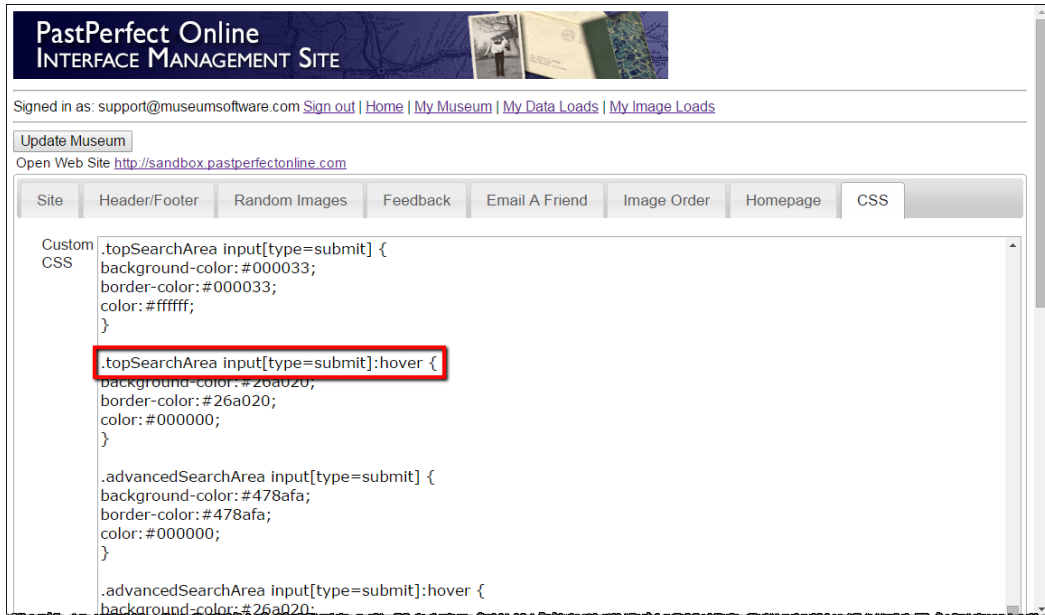 PastPerfect Online
INTERFACE MANAGEMENT SITE
Signed in as: support@museumsoftware.com Sign out | Home | My Museum | My Data Loads | My Image Loads
Update Museum
Open Web Site http://sandbox.pastperfectonline.com
Site Header/Footer Random Images Feedback Email A Friend Image Order Homepage CSS
Custom CSS
.topSearchArea input[type=submit] {
background-color:#000033;
border-color:#000033;
color:#ffffff;
}
.topSearchArea input[type=submit]:hover {
background-color:#26a020;
border-color:#26a020;
color:#000000;
}
.advancedSearchArea input[type=submit] {
background-color:#478afa;
border-color:#478afa;
color:#000000;
}
.advancedSearchArea input[type=submit]:hover {
background-color:#26a020;